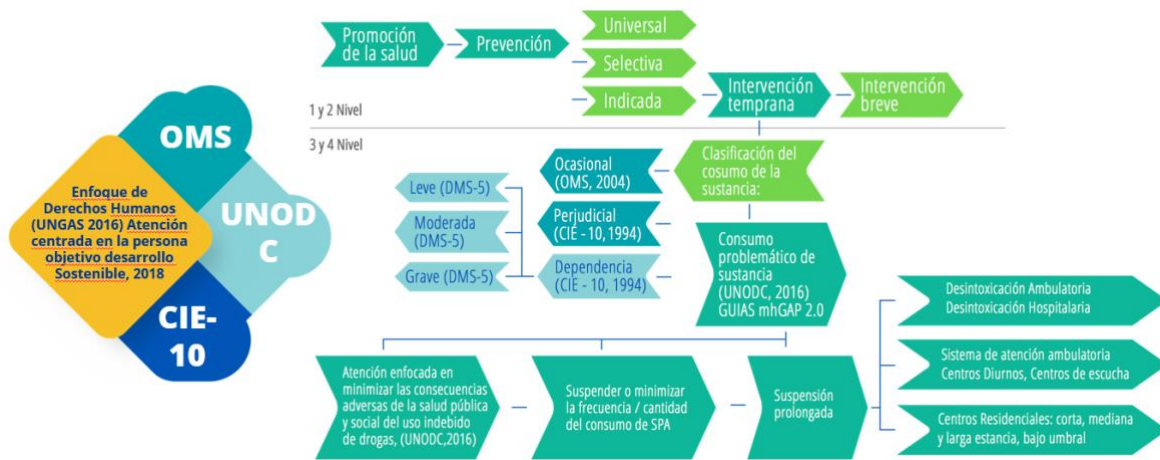 OMS
UNOD
C
CIE-
10
Enfoque de
Derechos Humanos
(UNGAS 2016) Atención
centrada en la persona
objetivo desarrollo
Sostenible, 2018
Promoción
de la salud
Prevención
Universal
Selectiva
Indicada
Intervención
temprana
Intervención
breve
1 y 2 Nivel
3 y 4 Nivel
Clasificación del
cosumo de la
sustancia:
Ocasional
(OMS, 2004)
Perjudicial
(CIE - 10, 1994)
Dependencia
(CIE - 10, 1994)
Leve (DMS-5)
Moderada
(DMS-5)
Grave (DMS-5)
Consumo
problemático de
sustancia
(UNODC, 2016)
GUIAS mhGAP 2.0
Atención enfocada en
minimizar las consecuencias
adversas de la salud pública
y social del uso indebido
de drogas, (UNODC,2016)
Suspender o minimizar
la frecuencia / cantidad
del consumo de SPA
Suspensión
prolongada
Desintoxicación Ambulatoria
Desintoxicación Hospitalaria
Sistema de atención ambulatoria
Centros Diurnos, Centros de escucha
Centros Residenciales: corta, mediana
y larga estancia, bajo umbral